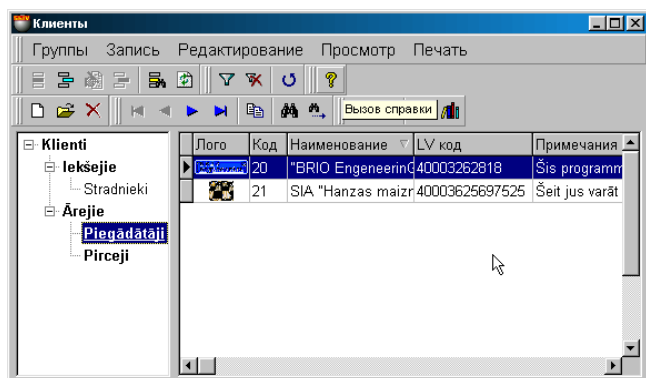 Клиенты
Группы Запись Редактирование Просмотр Печать
Вызов справки
Klienti
Iekšejie
Stradnieki
Ārejie
Piegādātāji
Pirceji
Лого Код Наименование LV код Примечания
20 "BRIO EngeneerinG 40003262818 Šis programm
21 SIA "Hanzas maizr 40003625697525 Šeit jus varāt